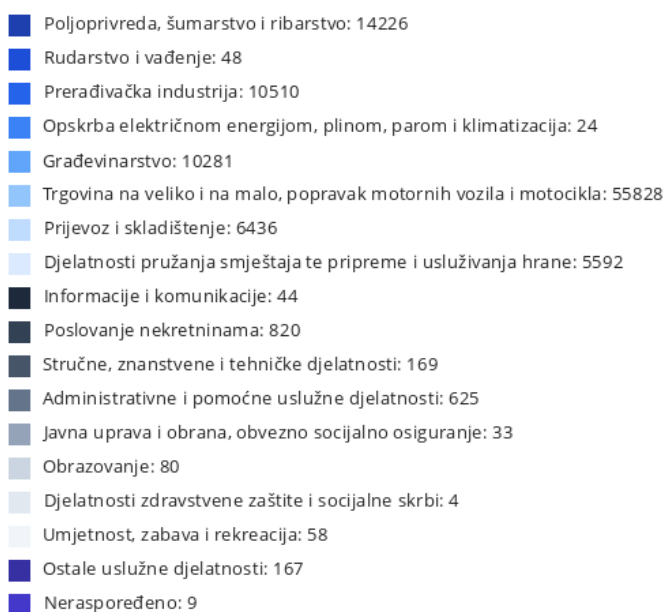 Poljoprivreda, šumarstvo i ribarstvo: 14226
Rudarstvo i vađenje: 48
Prerađivačka industrija: 10510
Opskrba električnom energijom, plinom, parom i klimatizacija: 24
Građevinarstvo: 10281
Trgovina na veliko i na malo, popravak motornih vozila i motocikla: 55828
Prijevoz i skladištenje: 6436
Djelatnosti pružanja smještaja te pripreme i usluživanja hrane: 5592
Informacije i komunikacije: 44
Poslovanje nekretninama: 820
Stručne, znanstvene i tehničke djelatnosti: 169
Administrativne i pomoćne uslužne djelatnosti: 625
Javna uprava i obrana, obvezno socijalno osiguranje: 33
Obrazovanje: 80
Djelatnosti zdravstvene zaštite i socijalne skrbi: 4
Umjetnost, zabava i rekreacija: 58
Ostale uslužne djelatnosti: 167
Neraspoređeno: 9